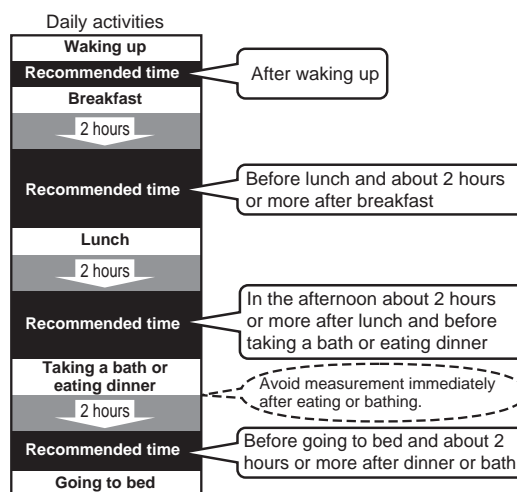 Daily activities
Waking up
Recommended time
After waking up
Breakfast
2 hours
Recommended time
Before lunch and about 2 hours
or more after breakfast
Lunch
2 hours
Recommended time
In the afternoon about 2 hours
or more after lunch and before
taking a bath or eating dinner
Taking a bath or
eating dinner
Avoid measurement immediately
after eating or bathing.
2 hours
Recommended time
Before going to bed and about 2
hours or more after dinner or bath
Going to bed